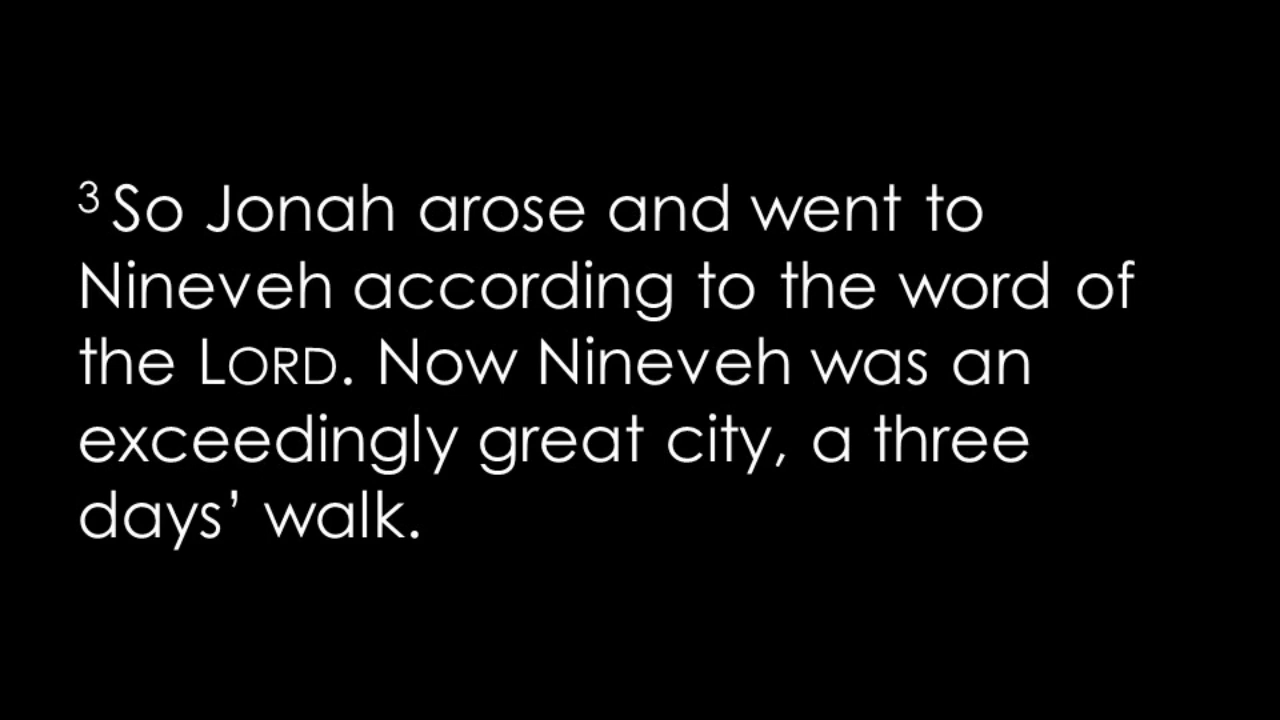 3 So Jonah arose and went to
Nineveh according to the word of
the LORD. Now Nineveh was an
exceedingly great city, a three
days’ walk.